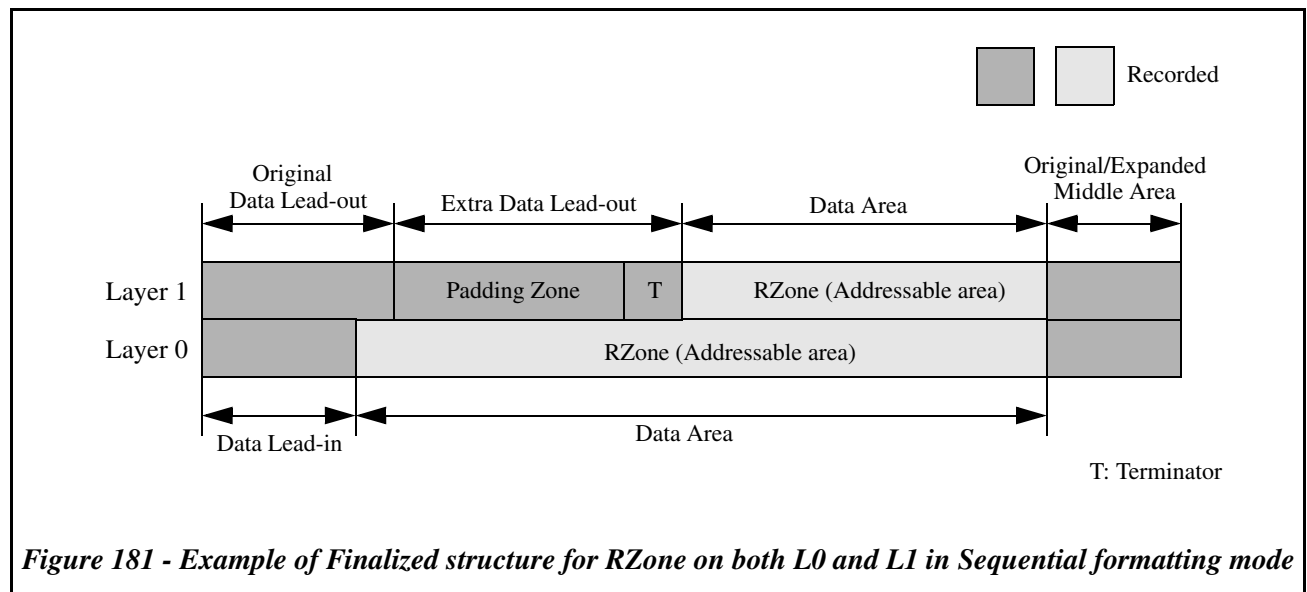 Recorded
Original
Data Lead-out
Extra Data Lead-out
Data Area
Original/Expanded
Middle Area
Layer 1
Padding Zone
T
RZone (Addressable area)
Layer 0
RZone (Addressable area)
Data Lead-in
Data Area
T: Terminator
Figure 181 - Example of Finalized structure for RZone on both L0 and L1 in Sequential formatting mode